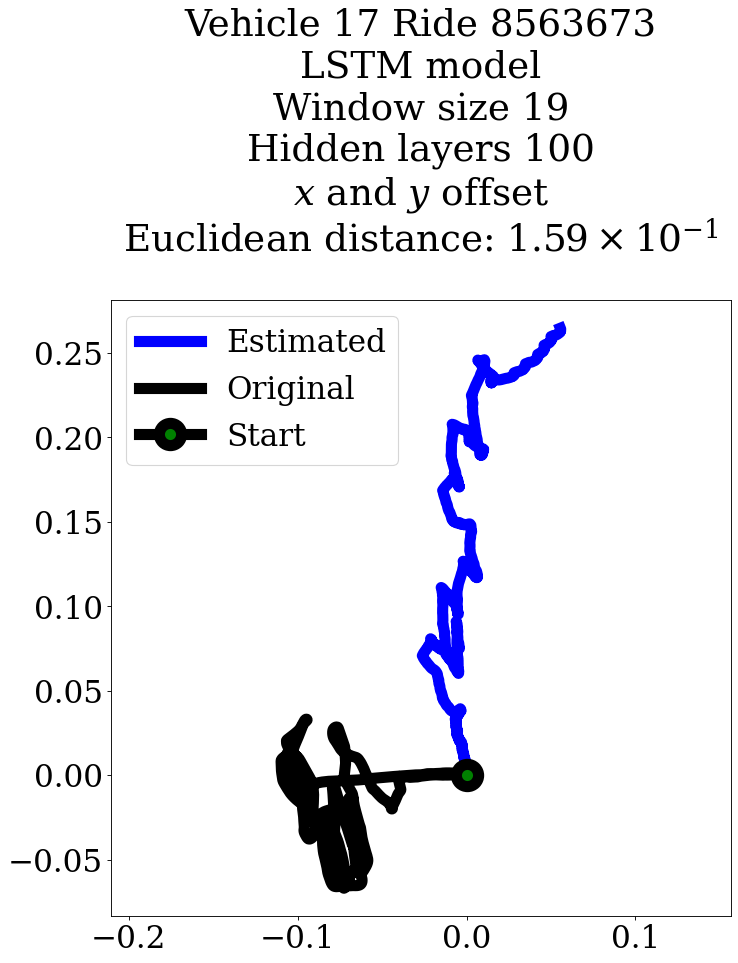 Vehicle 17 Ride 8563673
LSTM model
Window size 19
Hidden layers 100
x and y offset
Euclidean distance: 1.59 × 10⁻¹
Estimated
Original
Start
0.25
0.20
0.15
0.10
0.05
0.00
−0.05
−0.2
−0.1
0.0
0.1